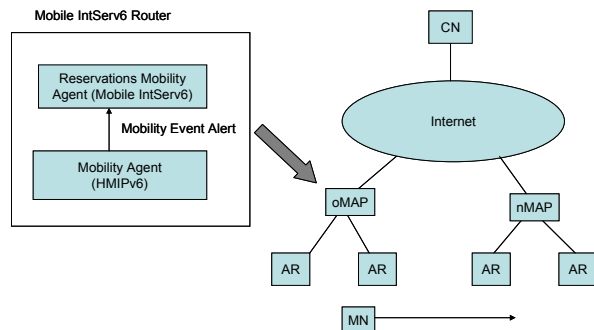 Mobile IntServ6 Router
Reservations Mobility
Agent (Mobile IntServ6)
Mobility Event Alert
Mobility Agent
(HMIPv6)
CN
Internet
oMAP
nMAP
AR
AR
AR
AR
MN